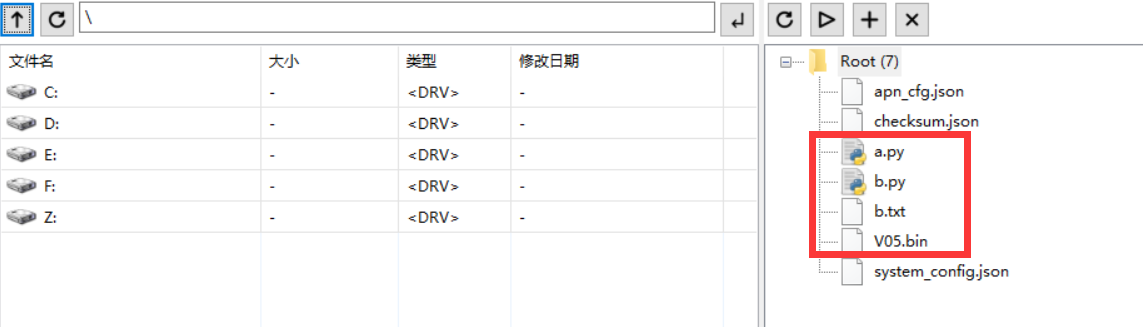 \
文件名 大小 类型 修改日期
C: - <DRV> -
D: - <DRV> -
E: - <DRV> -
F: - <DRV> -
Z: - <DRV> -
Root (7)
apn_cfg.json
checksum.json
a.py
b.py
b.txt
V05.bin
system_config.json